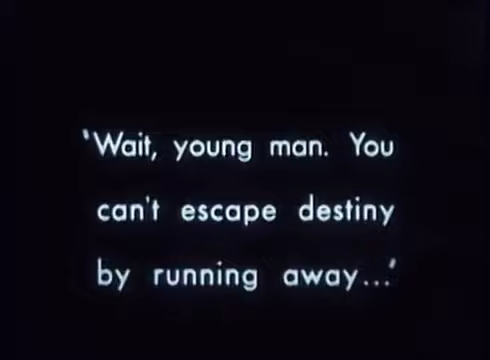 'Wait, young man. You
can't escape destiny
by running away...'